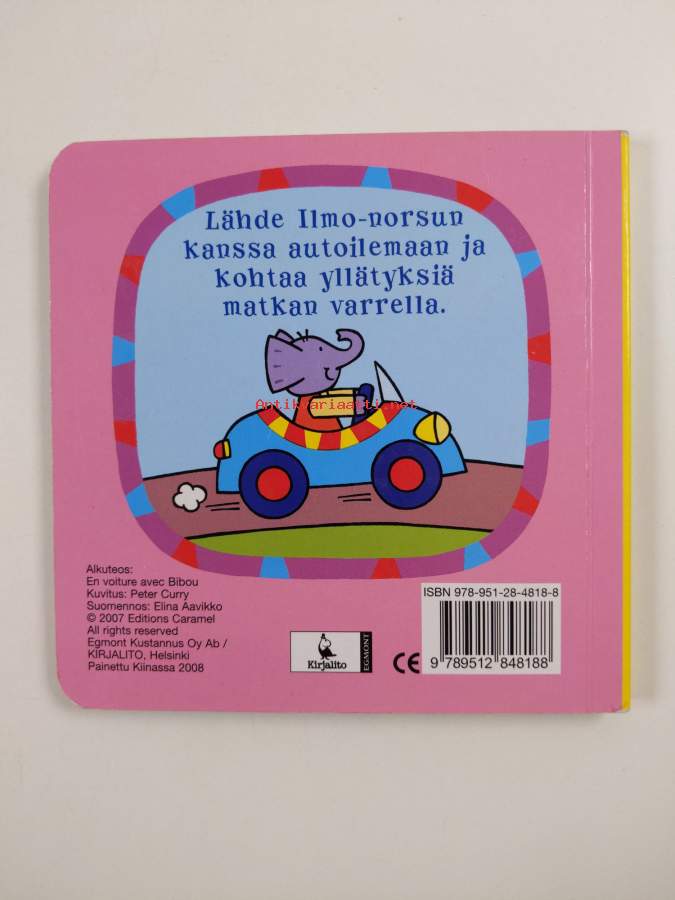 Lähde Ilmo-norsun
kanssa autoilemaan ja
kohtaa yllätyksiä
matkan varrella.
Antikvariaatti.net
Alkuteos:
En voiture avec Bibou
Kuvitus: Peter Curry
Suomennos: Elina Aavikko
© 2007 Editions Caramel
All rights reserved
Egmont Kustannus Oy Ab /
KIRJALITO, Helsinki
Painettu Kiinassa 2008
Kirjalito
EGMONT
CE
ISBN 978-951-28-4818-8
9 789512 848188